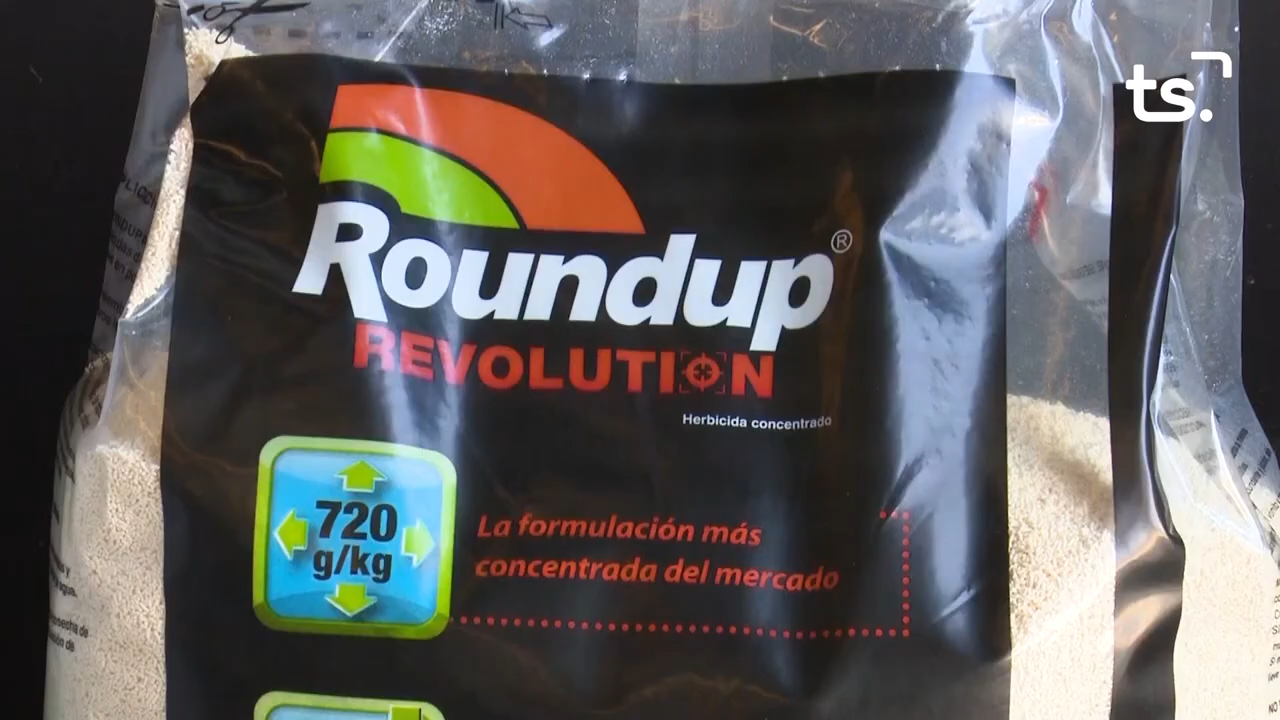 ts.
Roundup®
REVOLUTION
Herbicida concentrado
720
g/kg
La formulación más
concentrada del mercado